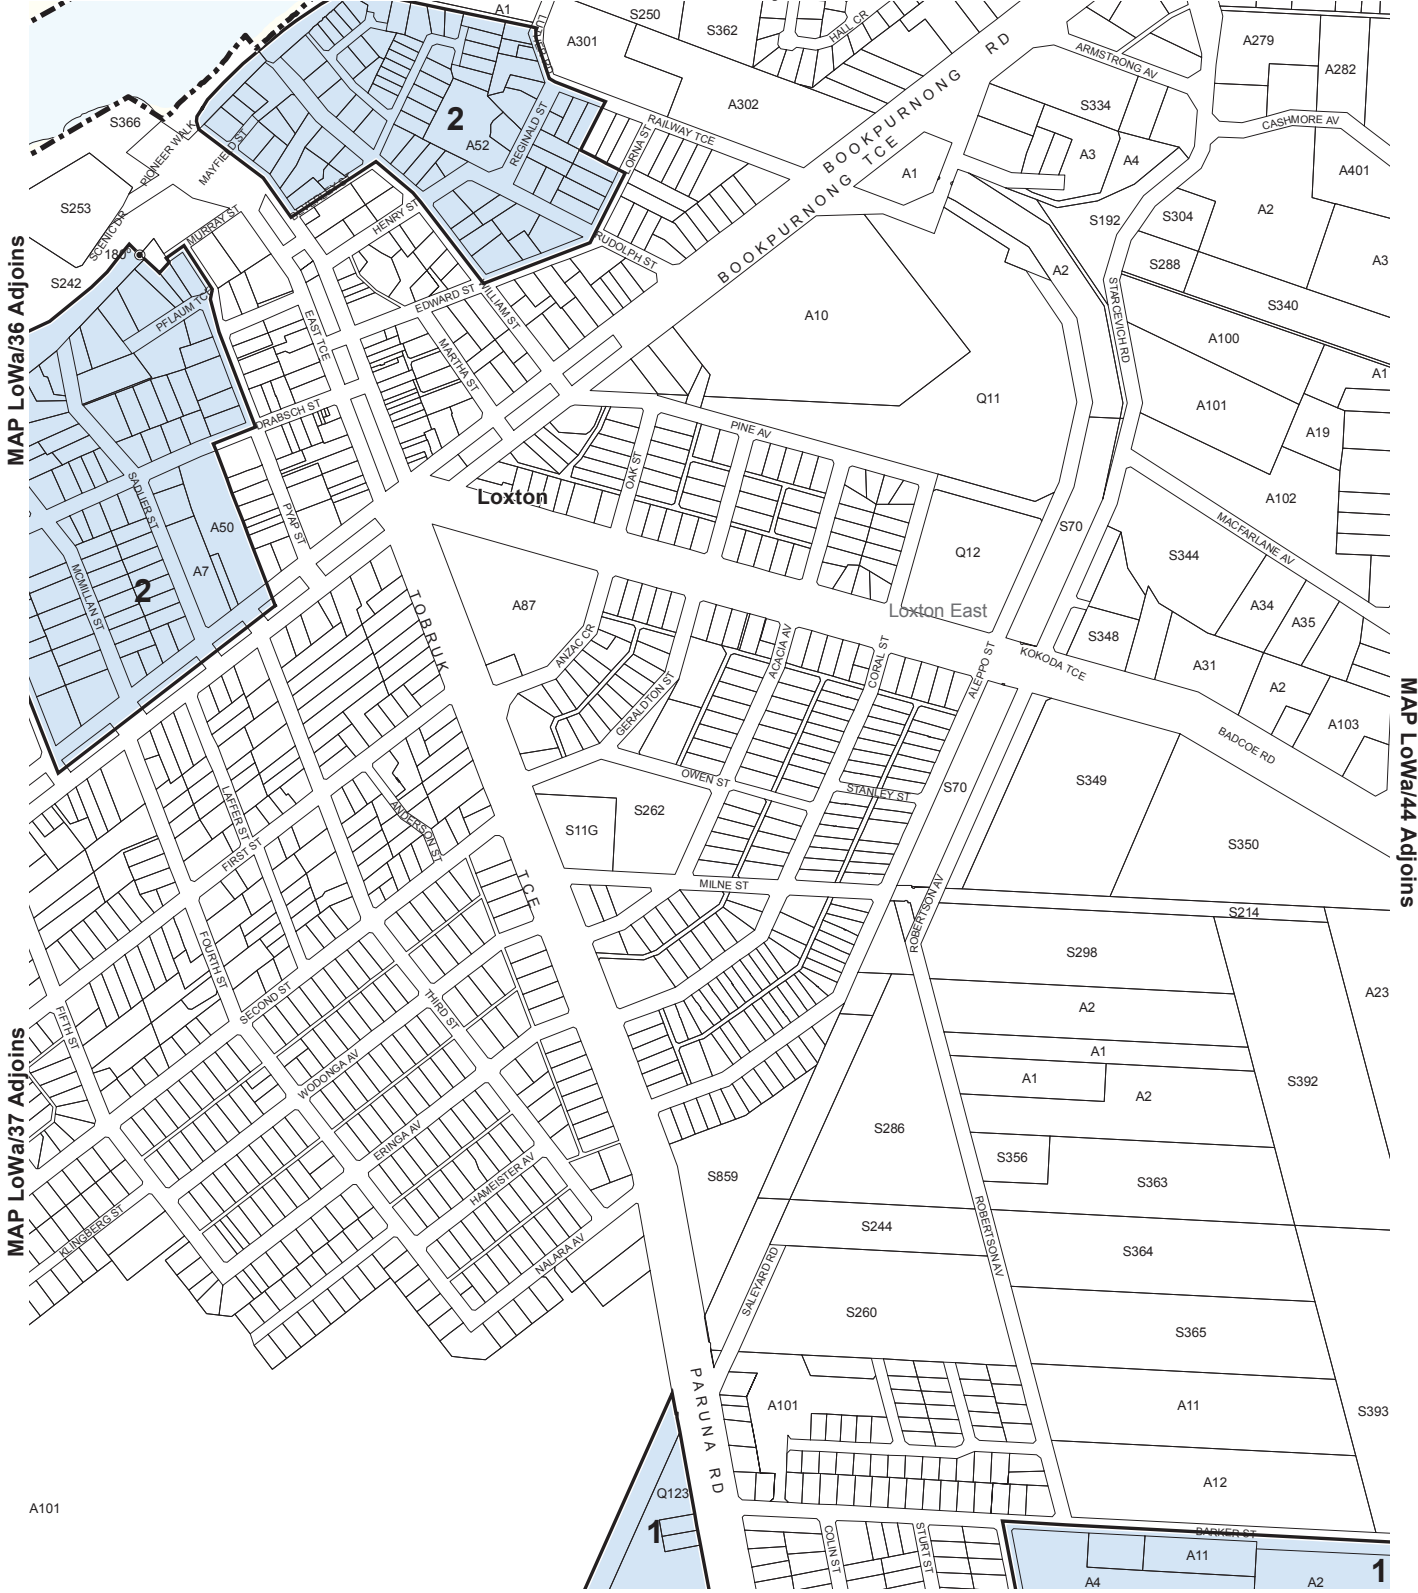 A1
S250
S362
HALL CR
A301
BOOKPURNONG RD
ARMSTRONG AV
A279
A282
S366
PIONEER WALK
MAYFIELD ST
2
A52
REGINALD ST
A302
RAILWAY TCE
S334
CASHMORE AV
A3
A4
A401
A1
BOOKPURNONG TCE
S253
SCENIC DR
MURRAY ST
HENRY ST
RUDOLPH ST
S192
S304
A2
180°
S242
S288
A2
A3
PFLAUM TCE
EAST TCE
EDWARD ST
WILLIAM ST
MARTHA ST
A10
STARCEVICH RD
S340
A100
A1
MAP LoWa/36 Adjoins
Q11
A101
A19
DRABSCH ST
PINE AV
OAK ST
SADLIER ST
PYAP ST
Loxton
A102
A50
S70
MACFARLANE AV
Q12
S344
A7
2
MCMILLAN ST
A87
TOBRUK
Loxton East
A34
A35
ANZAC CR
ACACIA AV
CORAL ST
ALEPPO ST
S348
KOKODA TCE
A31
A2
GERALDTON ST
A103
BADCOE RD
MAP LoWa/44 Adjoins
OWEN ST
STANLEY ST
S70
S349
LAFFER ST
ANDERSON ST
FIRST ST
S11G
S262
S350
TCE
MILNE ST
ROBERTSON AV
S214
FOURTH ST
S298
SECOND ST
THIRD ST
A2
A23
FIFTH ST
A1
WODONGA AV
A1
A2
S392
MAP LoWa/37 Adjoins
ERINGA AV
S286
S356
HAMEISTER AV
S859
S363
KLINGBERG ST
NALARA AV
S244
ROBERTSON AV
S364
SALEYARD RD
S260
S365
PARUNA RD
A101
A11
S393
A12
Q123
A101
1
COLIN ST
STURT ST
BARKER ST
A11
1
A4
A2